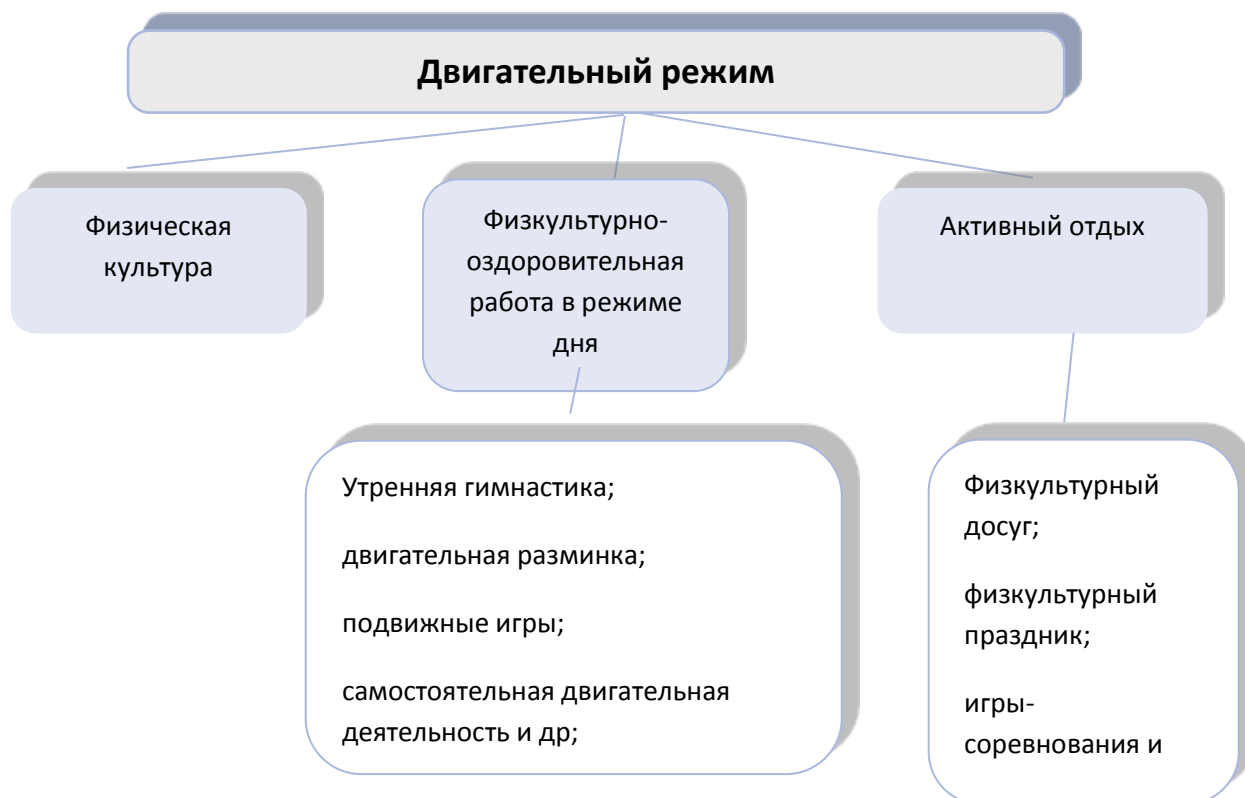 Двигательный режим
Физическая
культура
Физкультурно-
оздоровительная
работа в режиме
дня
Активный отдых
Утренняя гимнастика;
двигательная разминка;
подвижные игры;
самостоятельная двигательная
деятельность и др;
Физкультурный
досуг;
физкультурный
праздник;
игры-
соревнования и